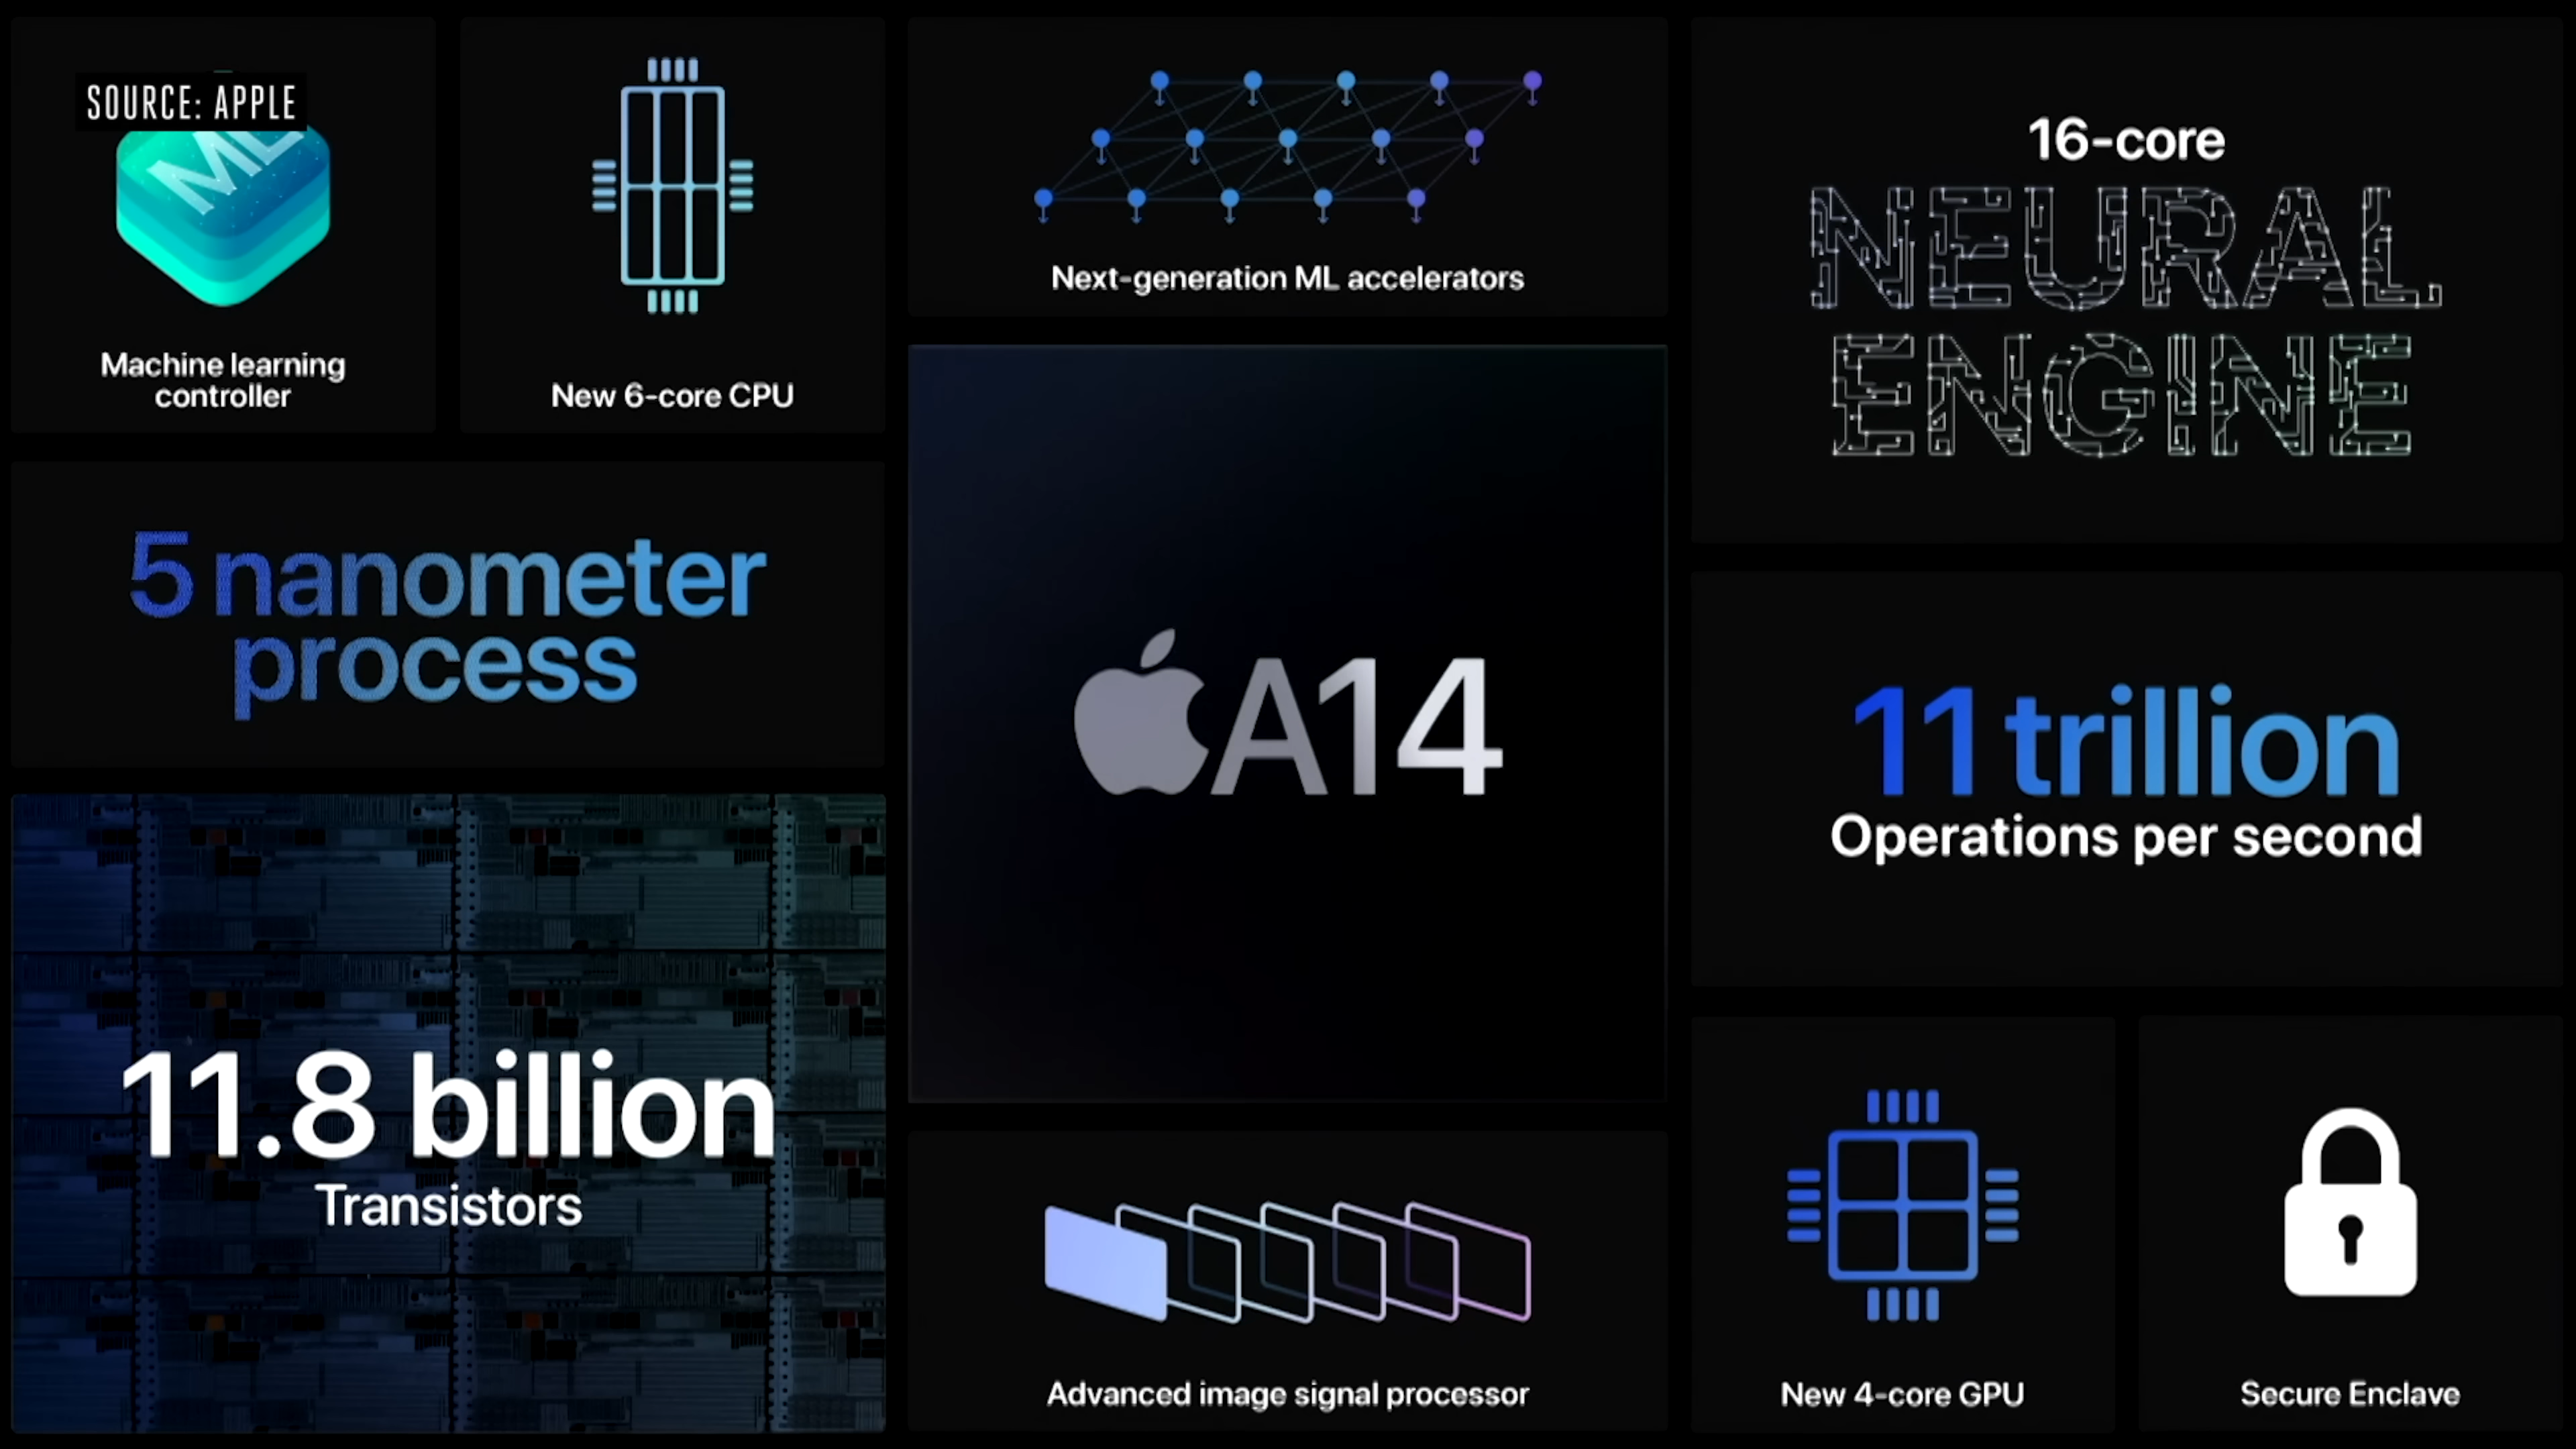 SOURCE: APPLE
ML
Machine learning
controller
New 6-core CPU
Next-generation ML accelerators
16-core
NEURAL
ENGINE
5 nanometer
process
A14
11 trillion
Operations per second
11.8 billion
Transistors
Advanced image signal processor
New 4-core GPU
Secure Enclave